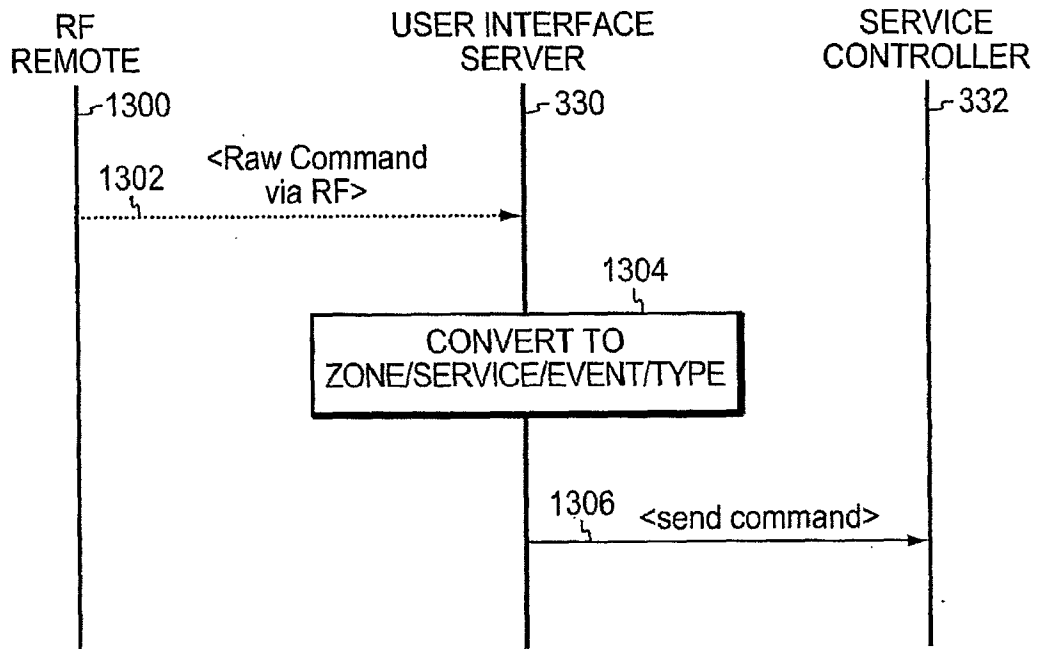 RF
REMOTE
USER INTERFACE
SERVER
SERVICE
CONTROLLER
1300
330
332
1302
<Raw Command
via RF>
1304
CONVERT TO
ZONE/SERVICE/EVENT/TYPE
1306
<send command>